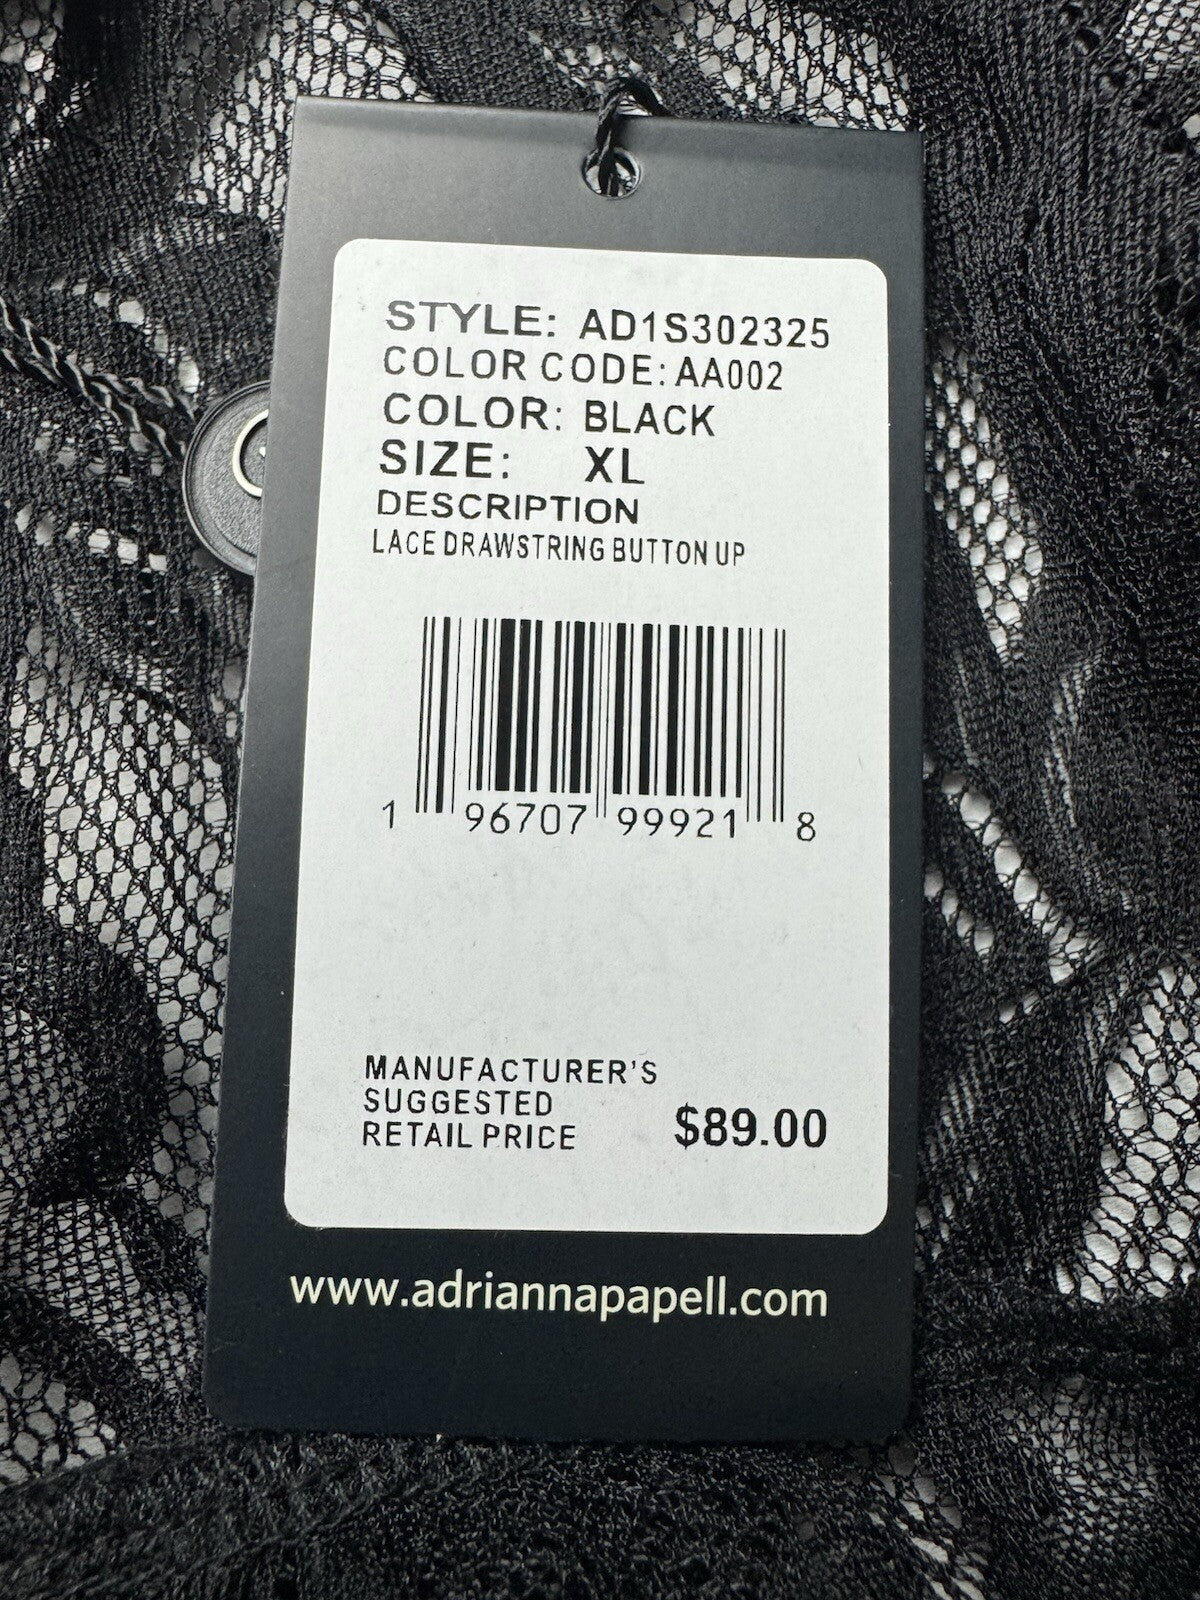 STYLE: AD1S302325
COLOR CODE: AA002
COLOR: BLACK
SIZE: XL
DESCRIPTION
LACE DRAWSTRING BUTTON UP
1 96707 99921 8
MANUFACTURER'S
SUGGESTED
RETAIL PRICE $89.00
www.adriannapapell.com